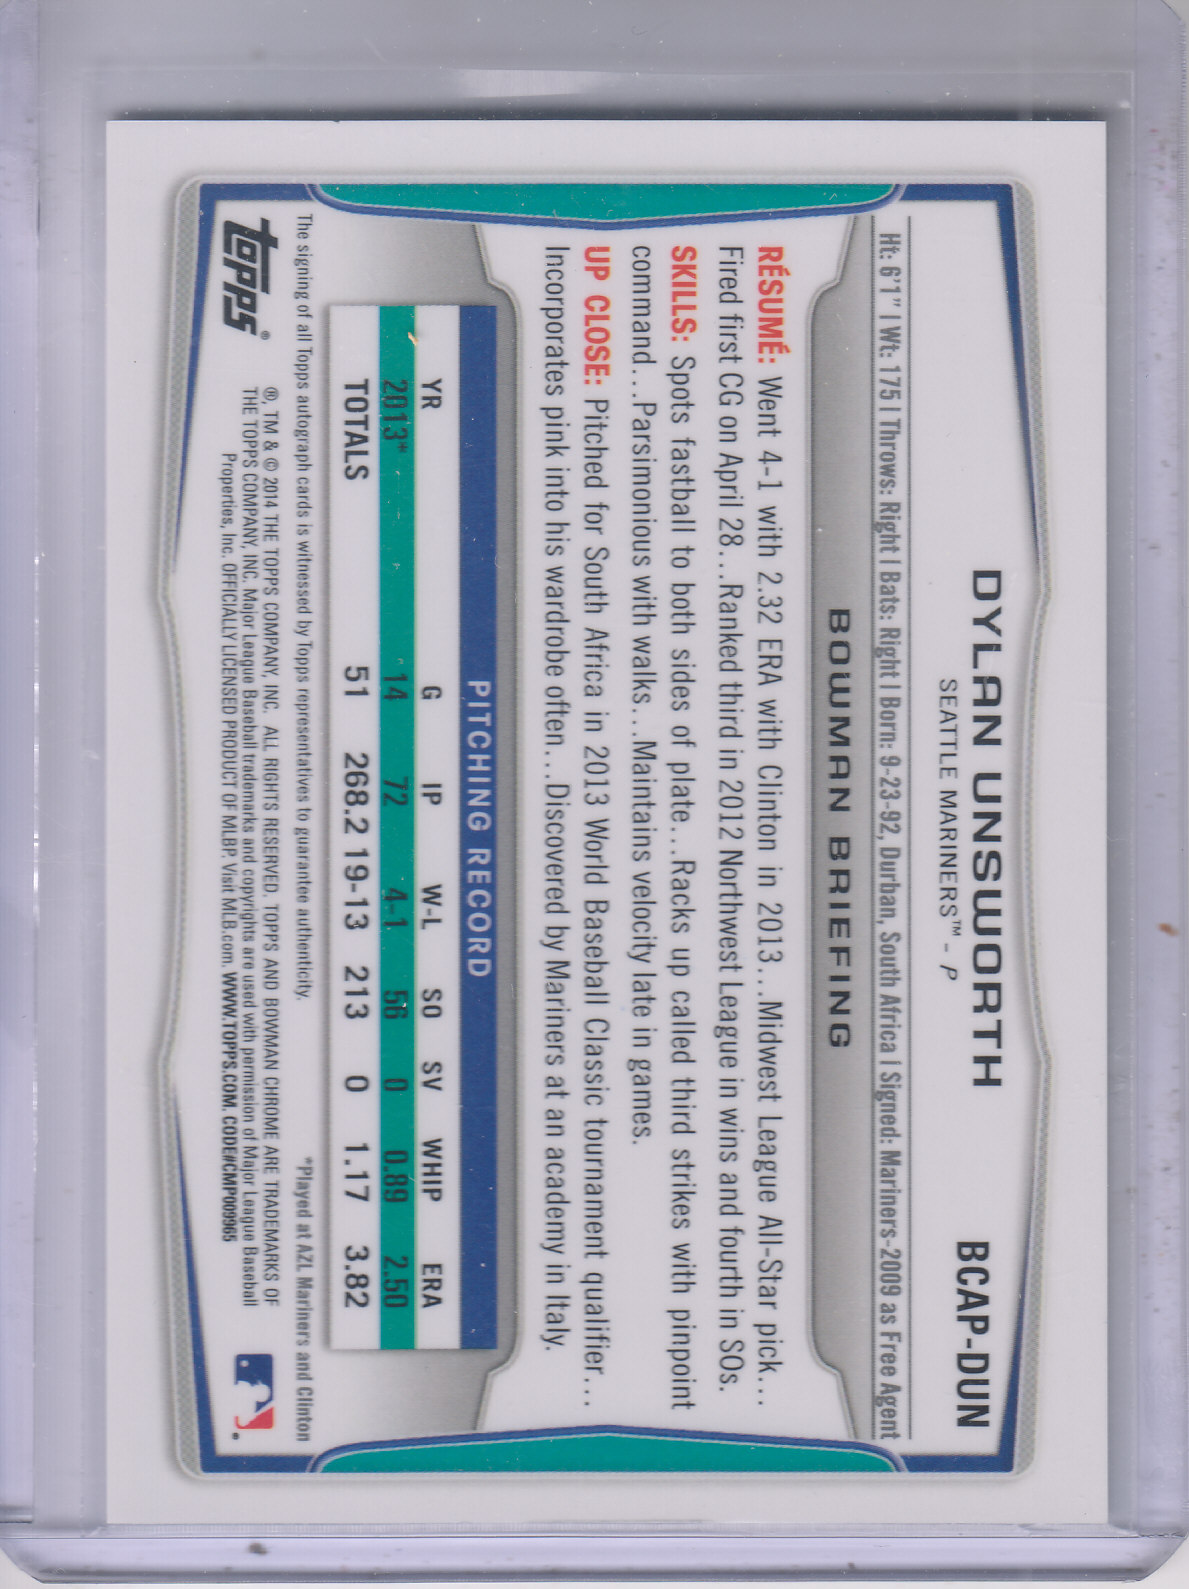 DYLAN UNSWORTH
BCAP-DUN
SEATTLE MARINERS™ - P
Ht: 6'1" | Wt: 175 | Throws: Right | Bats: Right | Born: 9-23-92, Durban, South Africa | Signed: Mariners-2009 as Free Agent
BOWMAN BRIEFING
RÉSUMÉ: Went 4-1 with 2.32 ERA with Clinton in 2013...Midwest League All-Star pick...
Fired first CG on April 28...Ranked third in 2012 Northwest League in wins and fourth in SOs.
SKILLS: Spots fastball to both sides of plate...Racks up called third strikes with pinpoint
command...Parsimonious with walks...Maintains velocity late in games.
UP CLOSE: Pitched for South Africa in 2013 World Baseball Classic tournament qualifier...
Incorporates pink into his wardrobe often...Discovered by Mariners at an academy in Italy.
PITCHING RECORD
YR G IP W-L SO SV WHIP ERA
2013* 14 72 4-1 56 0 0.89 2.50
TOTALS 51 268.2 19-13 213 0 1.17 3.82
*Played at AZL Mariners and Clinton
The signing of all Topps autograph cards is witnessed by Topps representatives to guarantee authenticity.
topps®
®, TM & © 2014 THE TOPPS COMPANY, INC. ALL RIGHTS RESERVED. TOPPS AND BOWMAN CHROME ARE TRADEMARKS OF
THE TOPPS COMPANY, INC. Major League Baseball trademarks and copyrights are used with permission of Major League Baseball
Properties, Inc. OFFICIALLY LICENSED PRODUCT OF MLBP. Visit MLB.com. WWW.TOPPS.COM. CODE#CMP009965